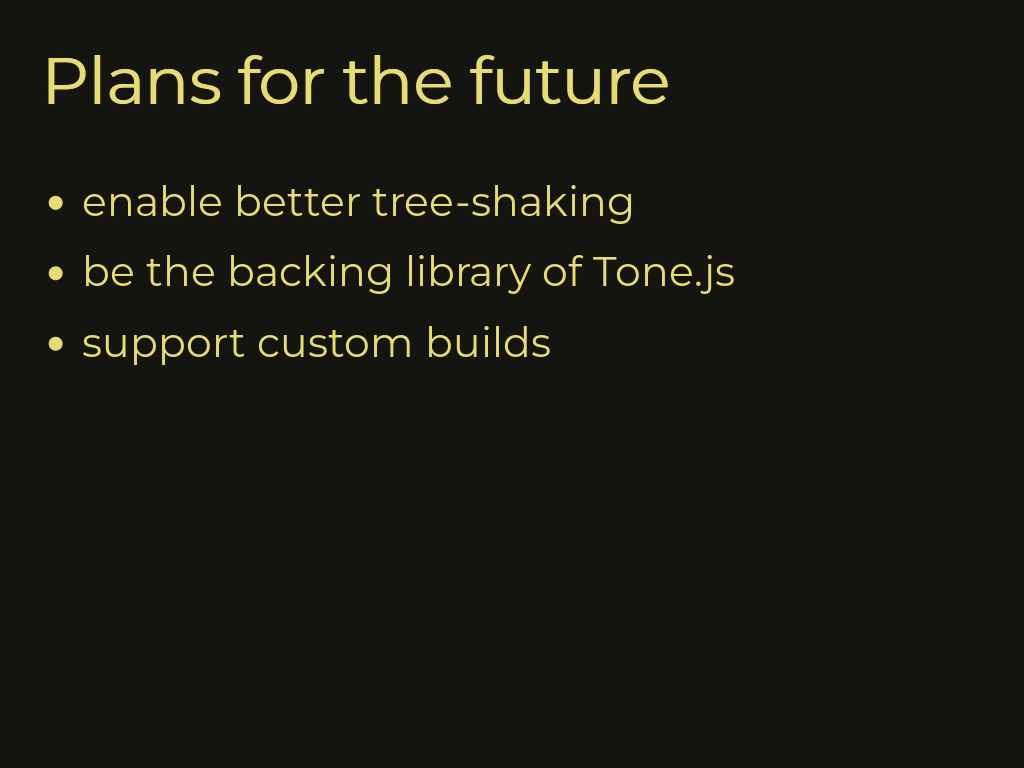 Plans for the future
• enable better tree-shaking
• be the backing library of Tone.js
• support custom builds